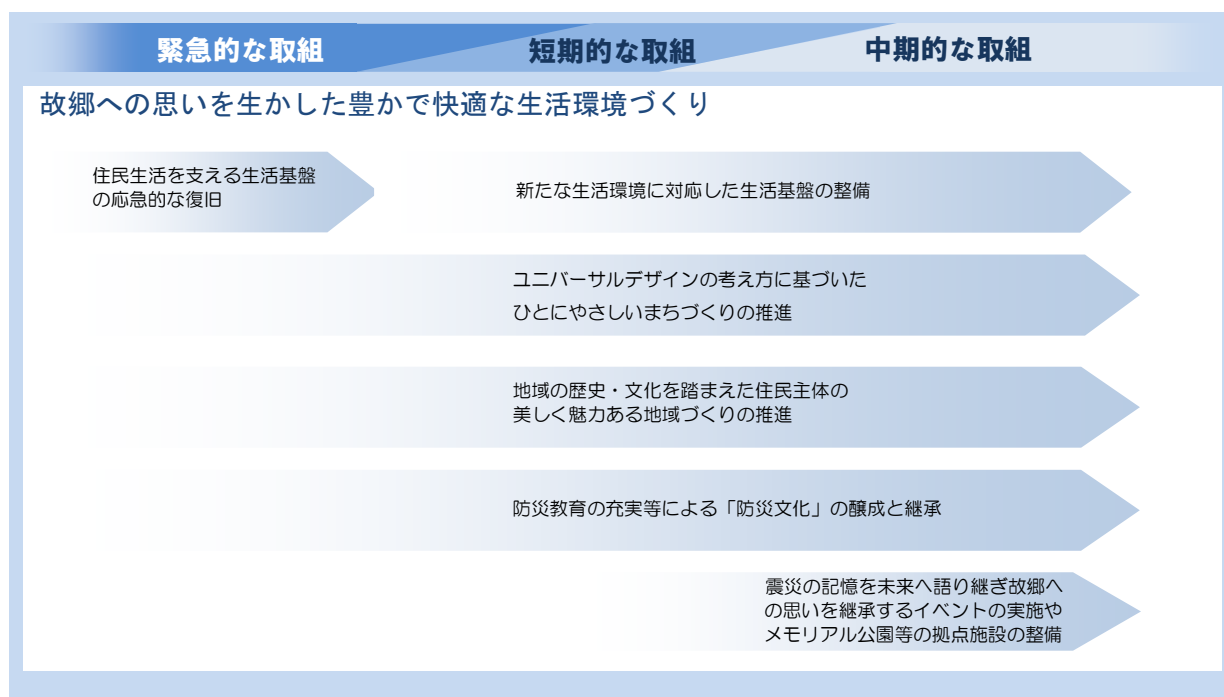 緊急的な取組 短期的な取組 中期的な取組
故郷への思いを生かした豊かで快適な生活環境づくり
住民生活を支える生活基盤
の応急的な復旧
新たな生活環境に対応した生活基盤の整備
ユニバーサルデザインの考え方に基づいた
ひとにやさしいまちづくりの推進
地域の歴史・文化を踏まえた住民主体の
美しく魅力ある地域づくりの推進
防災教育の充実等による「防災文化」の醸成と継承
震災の記憶を未来へ語り継ぎ故郷へ
の思いを継承するイベントの実施や
メモリアル公園等の拠点施設の整備